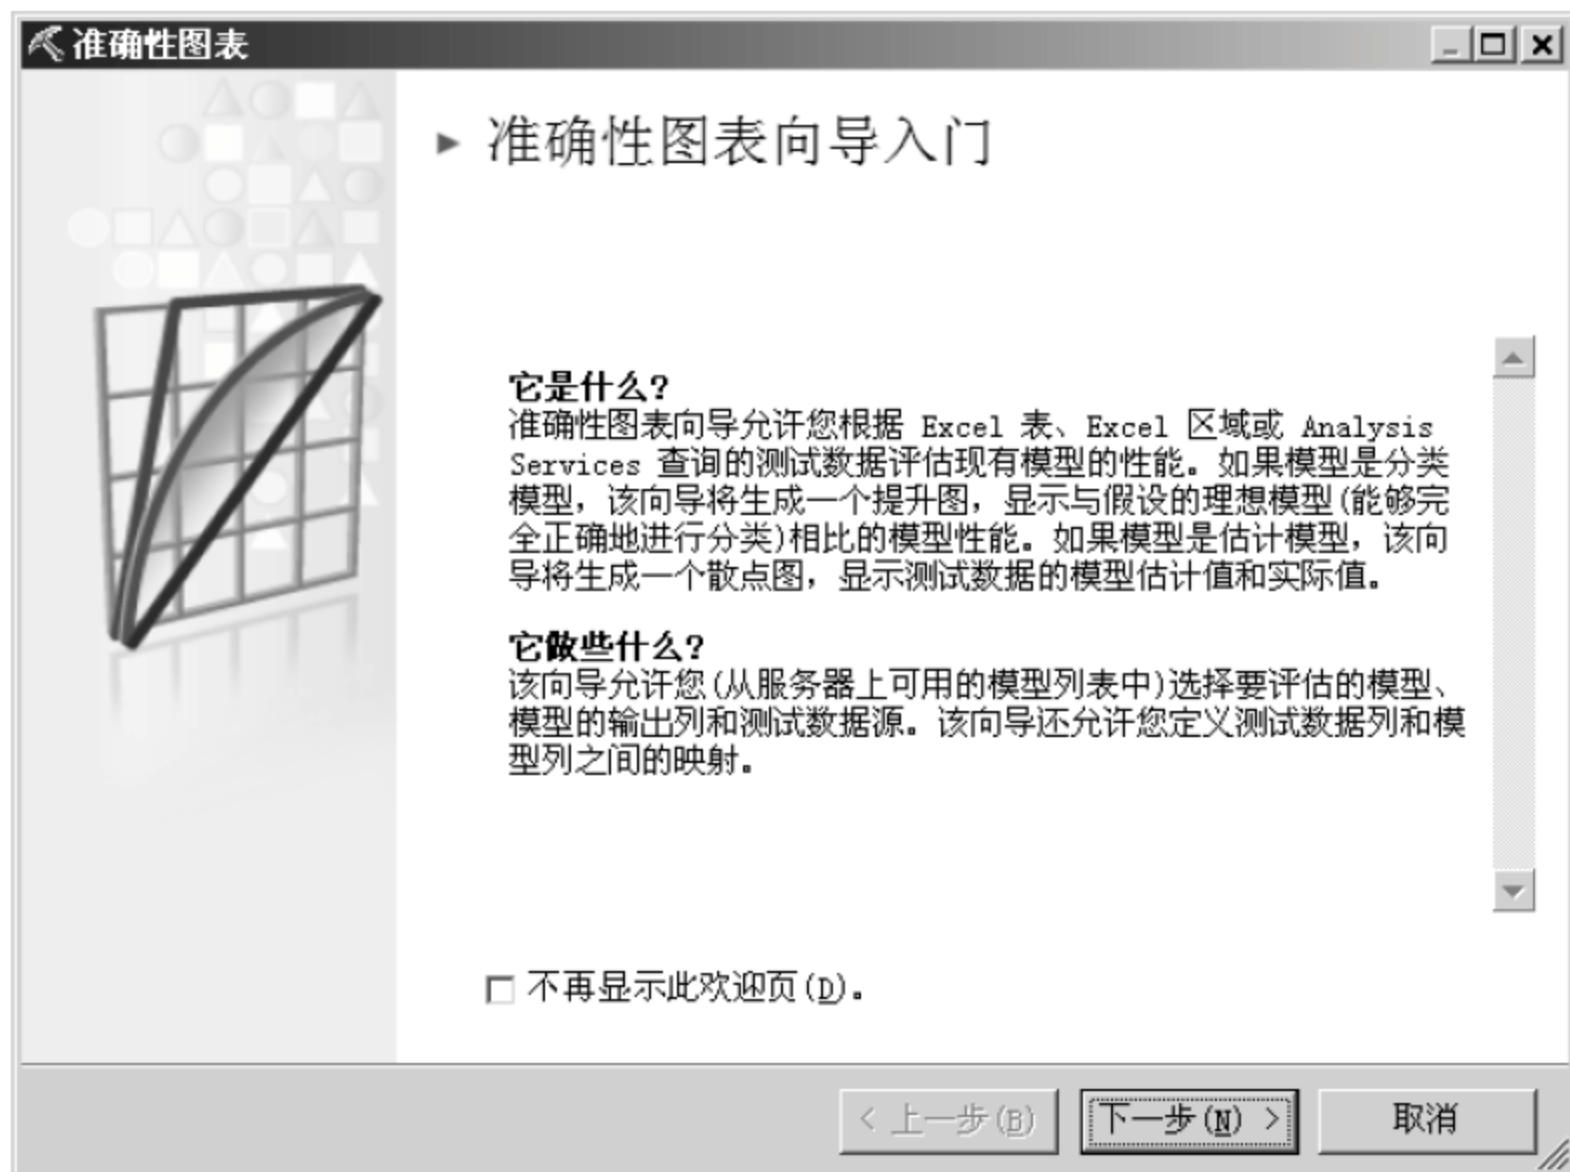 准确性图表
准确性图表向导入门
它是什么?
准确性图表向导允许您根据 Excel 表、Excel 区域或 Analysis
Services 查询的测试数据评估现有模型的性能。如果模型是分类
模型，该向导将生成一个提升图，显示与假设的理想模型(能够完
全正确地进行分类)相比的模型性能。如果模型是估计模型，该向
导将生成一个散点图，显示测试数据的模型估计值和实际值。
它做些什么?
该向导允许您(从服务器上可用的模型列表中)选择要评估的模型、
模型的输出列和测试数据源。该向导还允许您定义测试数据列和模
型列之间的映射。
不再显示此欢迎页(D)。
< 上一步(B)
下一步(N) >
取消